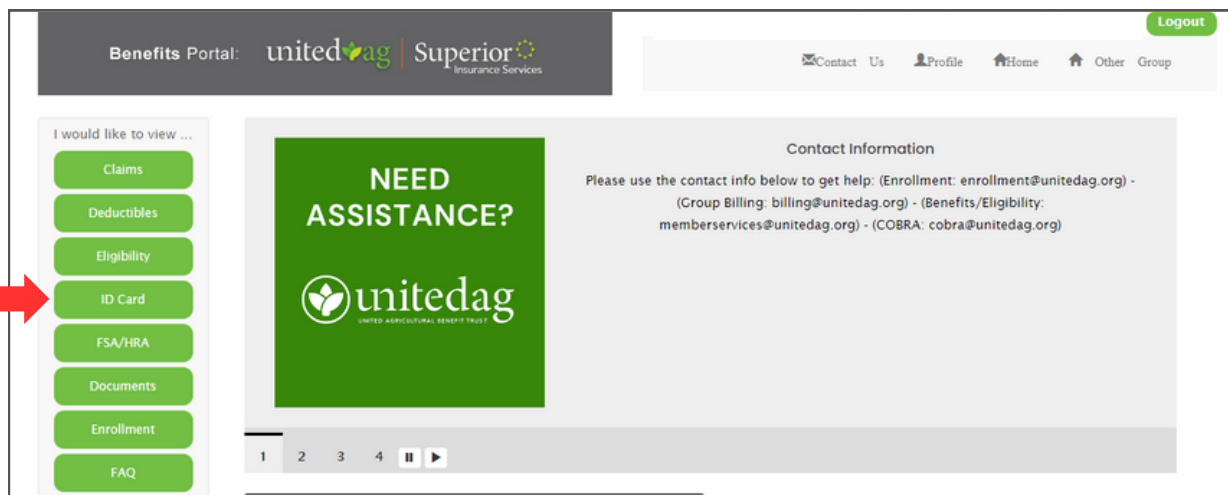 Logout
Benefits Portal: unitedag | Superior
Insurance Services
Contact Us Profile Home Other Group
I would like to view ...
Claims
Deductibles
Eligibility
ID Card
FSA/HRA
Documents
Enrollment
FAQ
NEED
ASSISTANCE?
unitedag
UNITED AGRICULTURAL BENEFIT TRUST
Contact Information
Please use the contact info below to get help: (Enrollment: enrollment@unitedag.org) -
(Group Billing: billing@unitedag.org) - (Benefits/Eligibility:
memberservices@unitedag.org) - (COBRA: cobra@unitedag.org)
1 2 3 4